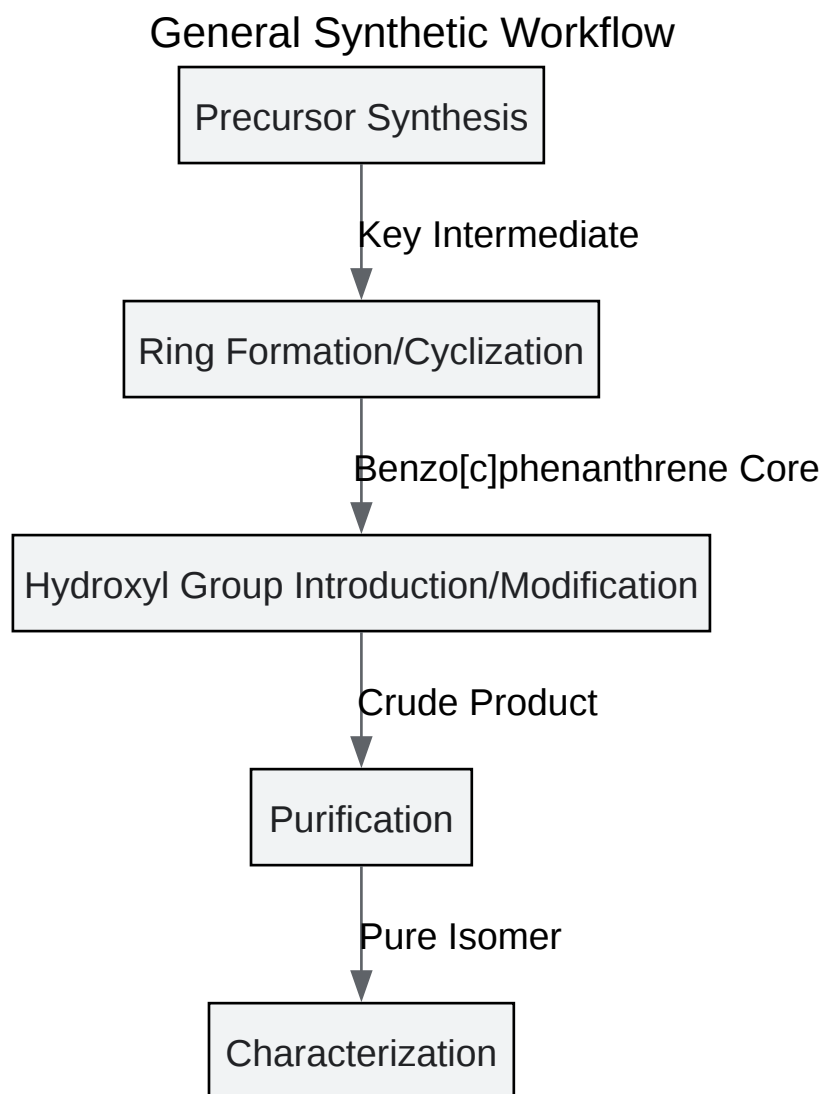 General Synthetic Workflow
Precursor Synthesis
Key Intermediate
Ring Formation/Cyclization
Benzo[c]phenanthrene Core
Hydroxyl Group Introduction/Modification
Crude Product
Purification
Pure Isomer
Characterization